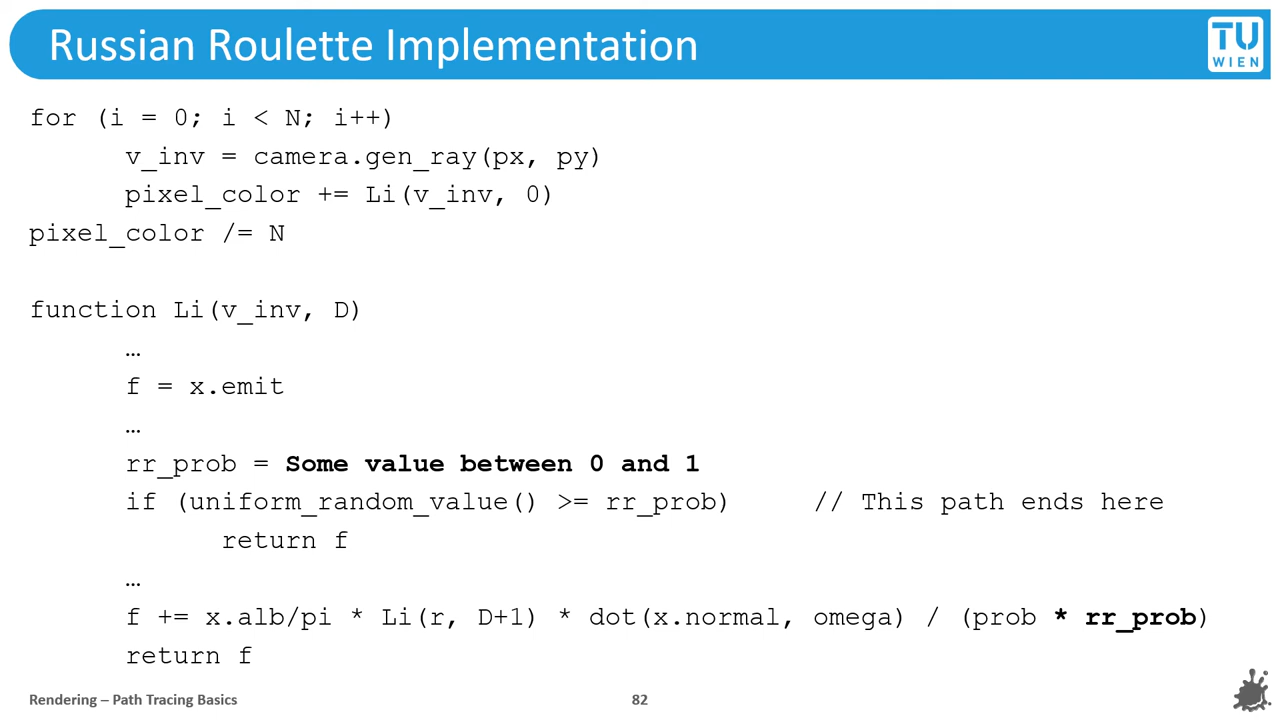 Russian Roulette Implementation
TU
WIEN
for (i = 0; i < N; i++)
v_inv = camera.gen_ray(px, py)
pixel_color += Li(v_inv, 0)
pixel_color /= N
function Li(v_inv, D)
…
f = x.emit
…
rr_prob = Some value between 0 and 1
if (uniform_random_value() >= rr_prob) // This path ends here
return f
…
f += x.alb/pi * Li(r, D+1) * dot(x.normal, omega) / (prob * rr_prob)
return f
Rendering – Path Tracing Basics
82